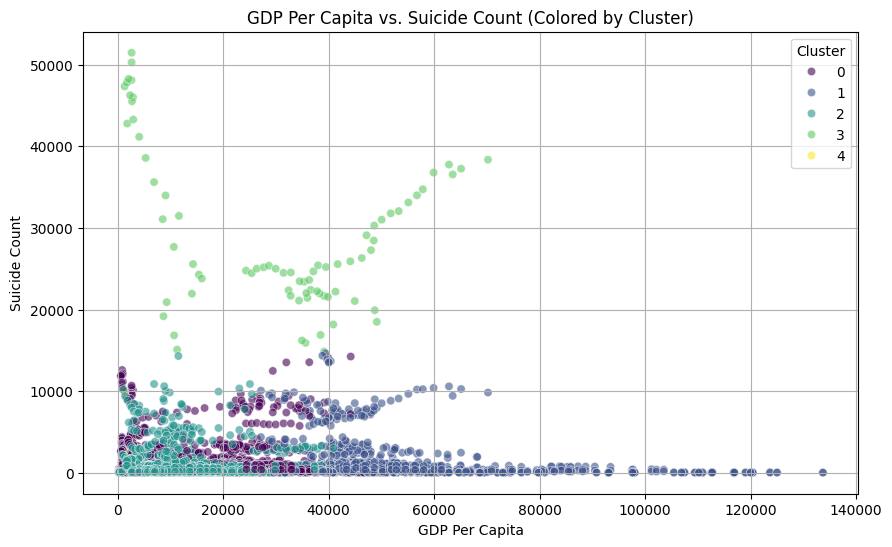 GDP Per Capita vs. Suicide Count (Colored by Cluster)
Cluster
0
1
2
3
4
50000
40000
30000
20000
10000
0
Suicide Count
0 20000 40000 60000 80000 100000 120000 140000
GDP Per Capita